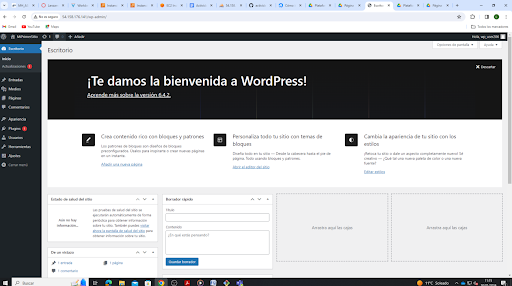 No es seguro
54.198.176.66/wp-admin/
Todos los marcadores
MiPrimerSitio
Hola, wp_user200
Escritorio
Inicio
Actualizaciones
Entradas
Medios
Páginas
Comentarios
Apariencia
Plugins
Usuarios
Herramientas
Ajustes
Cerrar menú
Escritorio
Opciones de pantalla
Ayuda
Descartar
¡Te damos la bienvenida a WordPress!
Aprende más sobre la versión 6.4.2.
Crea contenido rico con bloques y patrones
Los patrones de bloques son diseños de bloques
preconfigurados. Úsalos para inspirarte o crear nuevas páginas
en un instante.
Añadir una nueva página
Personaliza todo tu sitio con temas de
bloques
Diseña todo en tu sitio — Desde la cabecera hasta el pie de
página. Todo usando bloques y patrones.
Abrir el editor del sitio
Cambia la apariencia de tu sitio con
los estilos
¡Retoca tu sitio o dale un aspecto completamente nuevo! Sé
creativo — ¿Qué tal una nueva paleta de color o una nueva
fuente?
Editar estilos
Estado de salud del sitio
Aún no hay
información...
Las pruebas de salud del sitio se
ejecutarán automáticamente de forma
periódica para obtener información
sobre tu sitio. También puedes visitar
ahora la pantalla de salud del sitio para
obtener información sobre tu sitio.
De un vistazo
1 entrada
1 página
1 comentario
Borrador rápido
Título
Contenido
¿En qué estás pensando?
Guardar borrador
Arrastra aquí las cajas
Arrastra aquí las cajas
Buscar
11°C Soleado